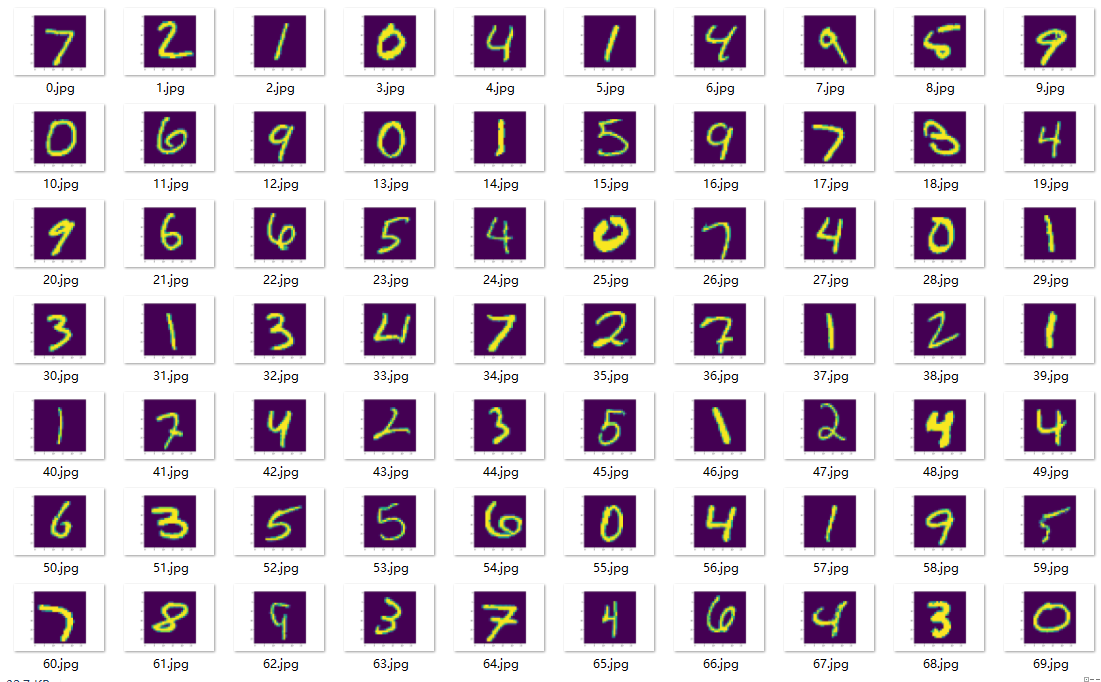 7 2 1 0 4 1 4 9 5 9
0.jpg 1.jpg 2.jpg 3.jpg 4.jpg 5.jpg 6.jpg 7.jpg 8.jpg 9.jpg
0 6 9 0 1 5 9 7 3 4
10.jpg 11.jpg 12.jpg 13.jpg 14.jpg 15.jpg 16.jpg 17.jpg 18.jpg 19.jpg
9 6 6 5 4 0 7 4 0 1
20.jpg 21.jpg 22.jpg 23.jpg 24.jpg 25.jpg 26.jpg 27.jpg 28.jpg 29.jpg
3 1 3 4 7 2 7 1 2 1
30.jpg 31.jpg 32.jpg 33.jpg 34.jpg 35.jpg 36.jpg 37.jpg 38.jpg 39.jpg
1 7 4 2 3 5 1 2 4 4
40.jpg 41.jpg 42.jpg 43.jpg 44.jpg 45.jpg 46.jpg 47.jpg 48.jpg 49.jpg
6 3 5 5 6 0 4 1 9 5
50.jpg 51.jpg 52.jpg 53.jpg 54.jpg 55.jpg 56.jpg 57.jpg 58.jpg 59.jpg
7 8 9 3 7 4 6 4 3 0
60.jpg 61.jpg 62.jpg 63.jpg 64.jpg 65.jpg 66.jpg 67.jpg 68.jpg 69.jpg